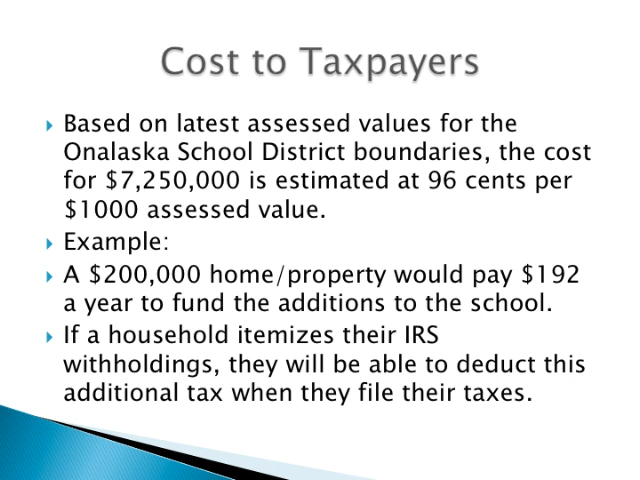 Cost to Taxpayers
Based on latest assessed values for the
Onalaska School District boundaries, the cost
for $7,250,000 is estimated at 96 cents per
$1000 assessed value.
Example:
A $200,000 home/property would pay $192
a year to fund the additions to the school.
If a household itemizes their IRS
withholdings, they will be able to deduct this
additional tax when they file their taxes.